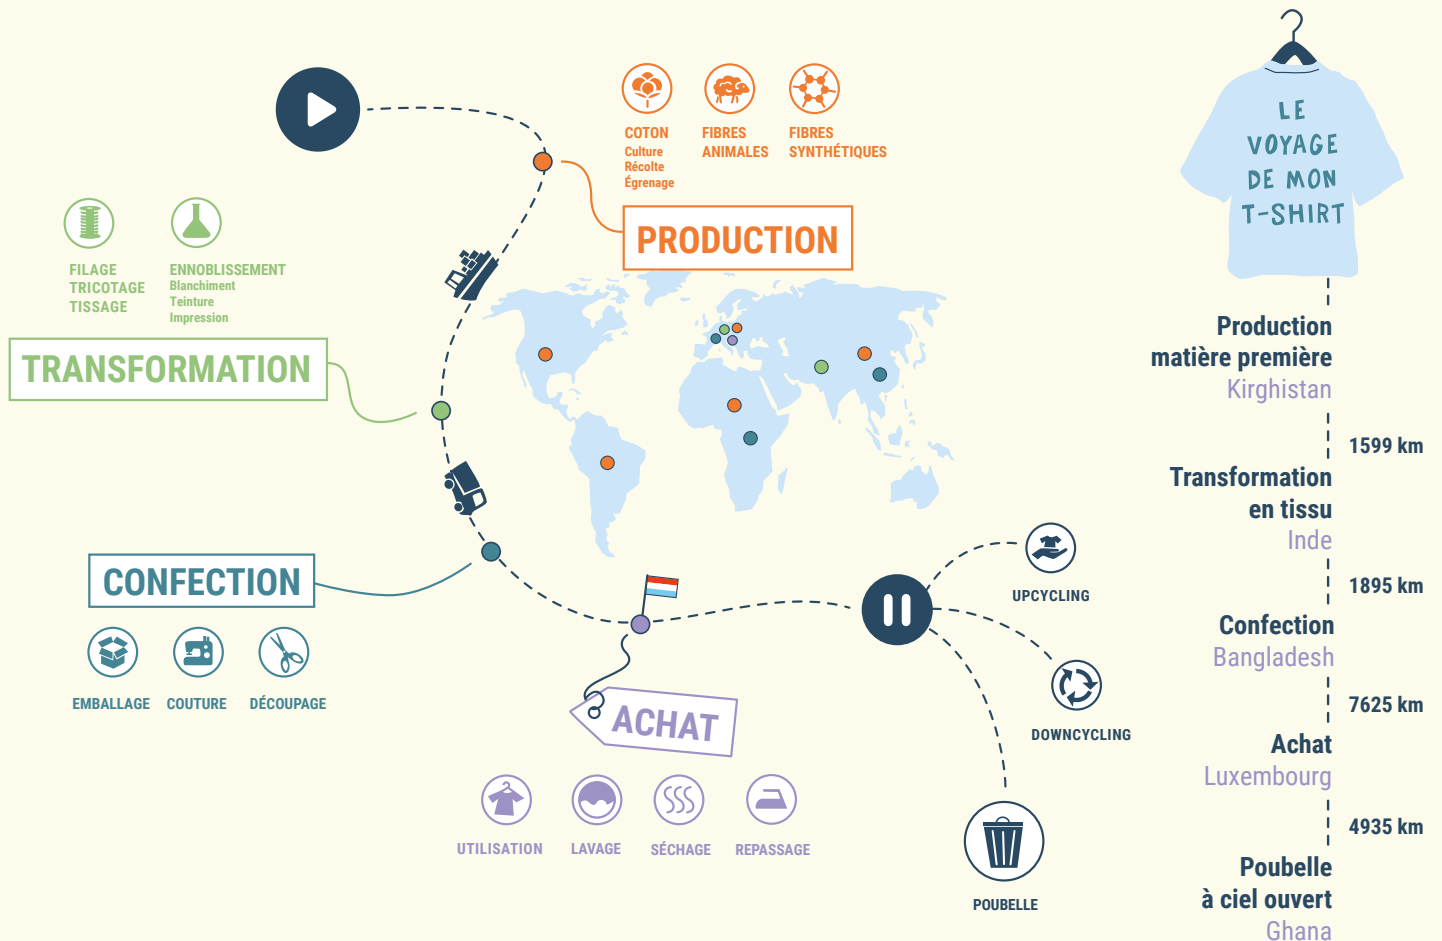 COTON
Culture
Récolte
Égrenage
FIBRES
ANIMALES
FIBRES
SYNTHÉTIQUES
PRODUCTION
FILAGE
TRICOTAGE
TISSAGE
ENNOBLISSEMENT
Blanchiment
Teinture
Impression
TRANSFORMATION
CONFECTION
EMBALLAGE
COUTURE
DÉCOUPAGE
ACHAT
UTILISATION
LAVAGE
SÉCHAGE
REPASSAGE
UPCYCLING
DOWNCYCLING
POUBELLE
LE
VOYAGE
DE MON
T-SHIRT
Production
matière première
Kirghistan
1599 km
Transformation
en tissu
Inde
1895 km
Confection
Bangladesh
7625 km
Achat
Luxembourg
4935 km
Poubelle
à ciel ouvert
Ghana